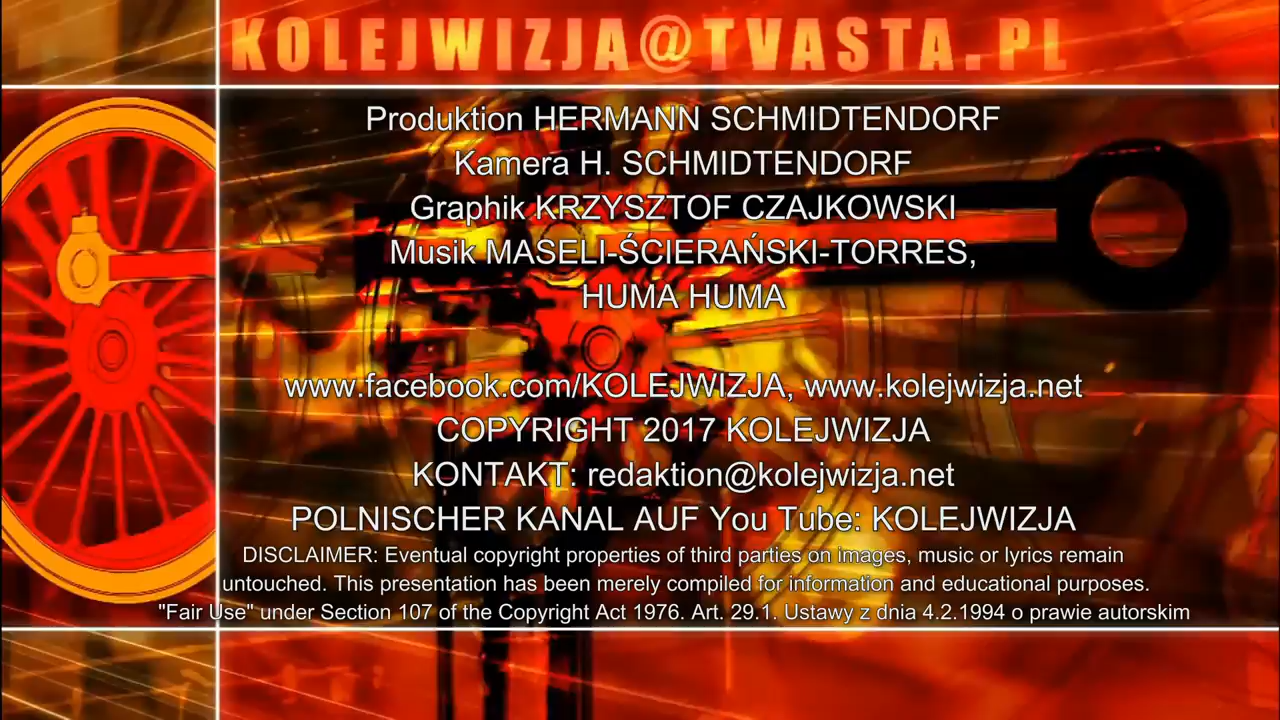 KOLEJWIZJA@TVASTA.PL
Produktion HERMANN SCHMIDTENDORF
Kamera H. SCHMIDTENDORF
Graphik KRZYSZTOF CZAJKOWSKI
Musik MASELI-ŚCIERAŃSKI-TORRES,
HUMA HUMA
www.facebook.com/KOLEJWIZJA, www.kolejwizja.net
COPYRIGHT 2017 KOLEJWIZJA
KONTAKT: redaktion@kolejwizja.net
POLNISCHER KANAL AUF You Tube: KOLEJWIZJA
DISCLAIMER: Eventual copyright properties of third parties on images, music or lyrics remain
untouched. This presentation has been merely compiled for information and educational purposes.
"Fair Use" under Section 107 of the Copyright Act 1976. Art. 29.1. Ustawy z dnia 4.2.1994 o prawie autorskim